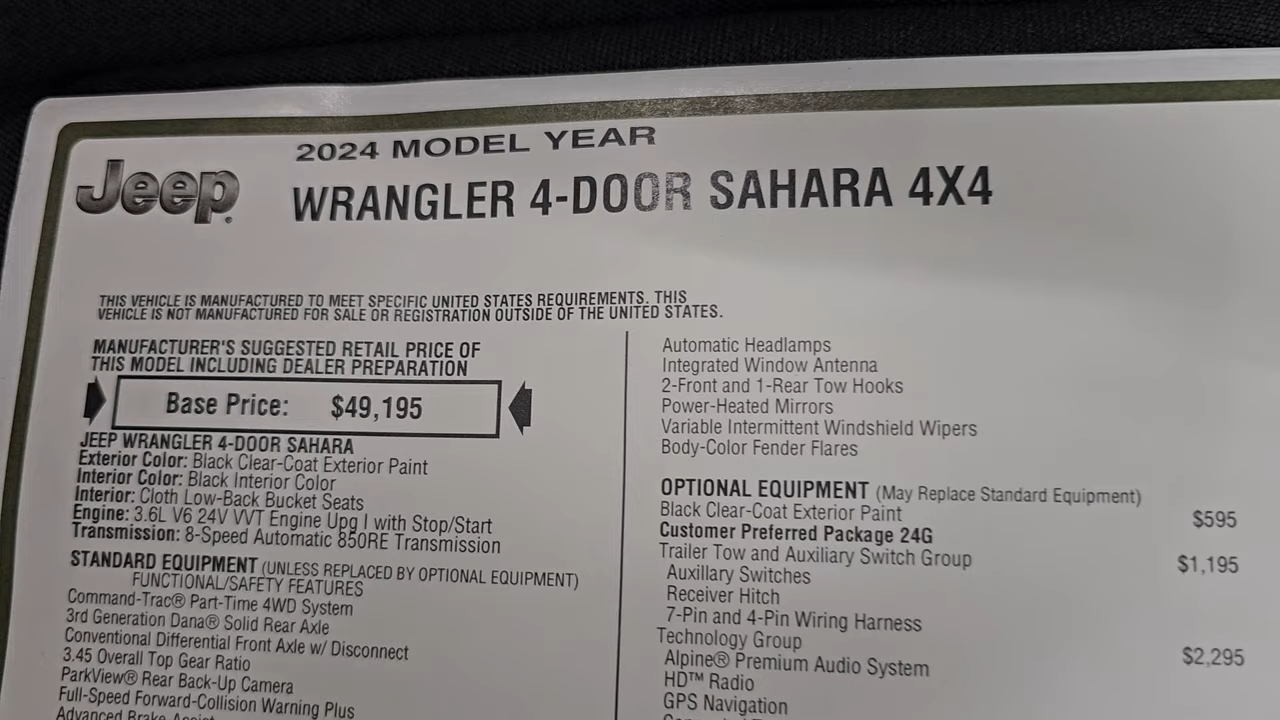 Jeep
2024 MODEL YEAR
WRANGLER 4-DOOR SAHARA 4X4
THIS VEHICLE IS MANUFACTURED TO MEET SPECIFIC UNITED STATES REQUIREMENTS. THIS
VEHICLE IS NOT MANUFACTURED FOR SALE OR REGISTRATION OUTSIDE OF THE UNITED STATES.
MANUFACTURER'S SUGGESTED RETAIL PRICE OF
THIS MODEL INCLUDING DEALER PREPARATION
Base Price: $49,195
JEEP WRANGLER 4-DOOR SAHARA
Exterior Color: Black Clear-Coat Exterior Paint
Interior Color: Black Interior Color
Interior: Cloth Low-Back Bucket Seats
Engine: 3.6L V6 24V VVT Engine Upg I with Stop/Start
Transmission: 8-Speed Automatic 850RE Transmission
STANDARD EQUIPMENT (UNLESS REPLACED BY OPTIONAL EQUIPMENT)
FUNCTIONAL/SAFETY FEATURES
Command-Trac® Part-Time 4WD System
3rd Generation Dana® Solid Rear Axle
Conventional Differential Front Axle w/ Disconnect
3.45 Overall Top Gear Ratio
ParkView® Rear Back-Up Camera
Full-Speed Forward-Collision Warning Plus
Advanced Brake Assist
Automatic Headlamps
Integrated Window Antenna
2-Front and 1-Rear Tow Hooks
Power-Heated Mirrors
Variable Intermittent Windshield Wipers
Body-Color Fender Flares
OPTIONAL EQUIPMENT (May Replace Standard Equipment)
Black Clear-Coat Exterior Paint $595
Customer Preferred Package 24G
Trailer Tow and Auxiliary Switch Group $1,195
Auxillary Switches
Receiver Hitch
7-Pin and 4-Pin Wiring Harness
Technology Group $2,295
Alpine® Premium Audio System
HD™ Radio
GPS Navigation